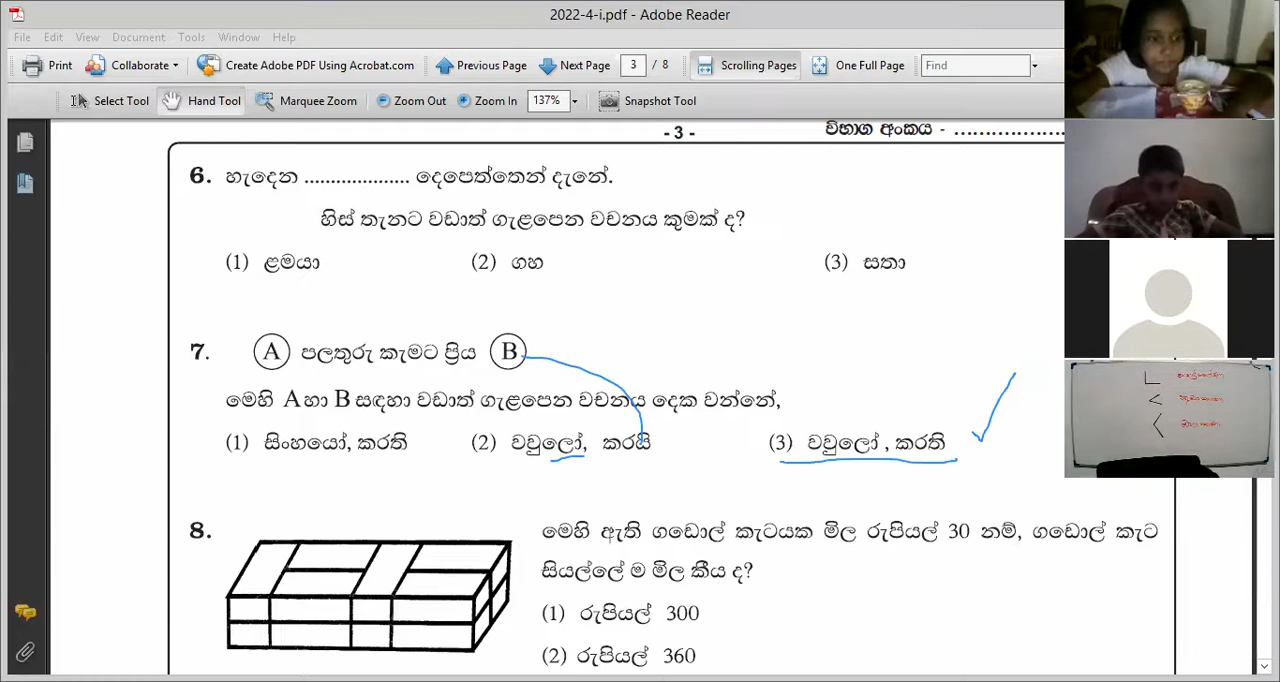 2022-4-i.pdf - Adobe Reader
File Edit View Document Tools Window Help
Print Collaborate Create Adobe PDF Using Acrobat.com Previous Page Next Page 3 / 8 Scrolling Pages One Full Page Find
Select Tool Hand Tool Marquee Zoom Zoom Out Zoom In 137% Snapshot Tool
- 3 - විභාග අංකය - ...................
6. හැදෙන .................... දෙපෙත්තෙන් දැනේ.
හිස් තැනට වඩාත් ගැළපෙන වචනය කුමක් ද?
(1) ළමයා (2) ගහ (3) සතා
7. A පලතුරු කැමට ප්‍රිය B
මෙහි A හා B සඳහා වඩාත් ගැළපෙන වචන දෙක වන්නේ,
(1) සිංහයෝ, කරති (2) වවුලෝ, කරයි (3) වවුලෝ , කරති
8. මෙහි ඇති ගඩොල් කැටයක මිල රුපියල් 30 නම්, ගඩොල් කැට
සියල්ලේ ම මිල කීය ද?
(1) රුපියල් 300
(2) රුපියල් 360